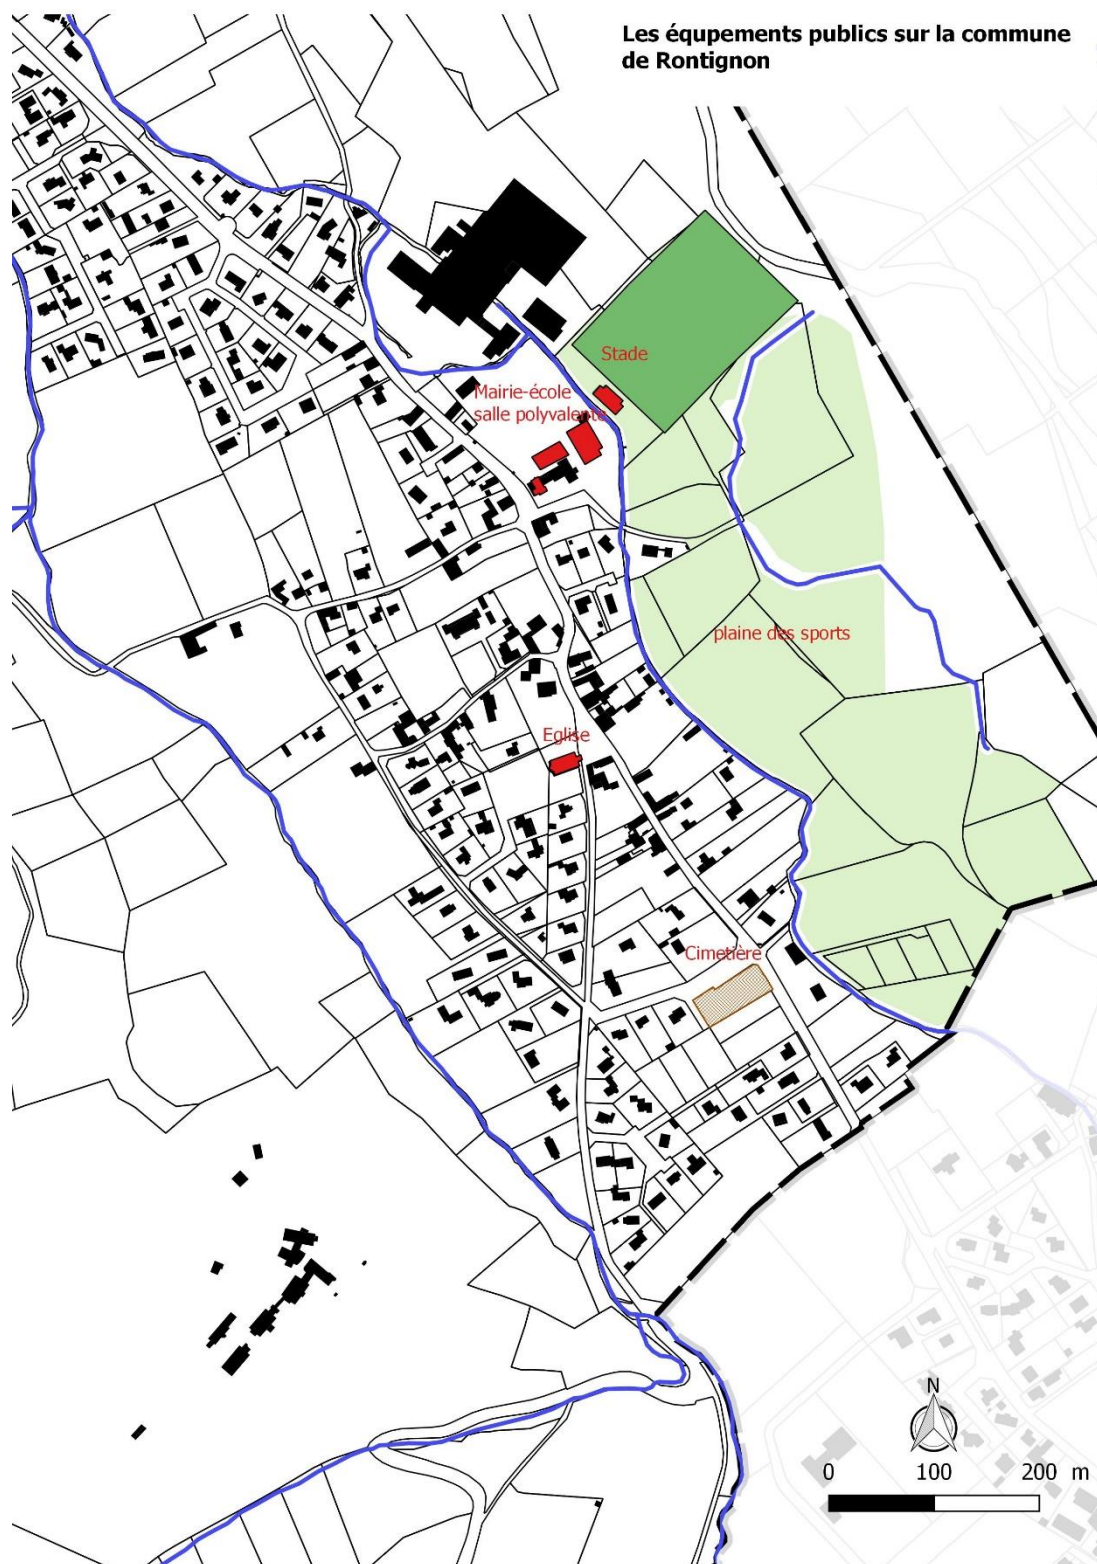 Les équpements publics sur la commune
de Rontignon
Stade
Mairie-école
salle polyvalente
plaine des sports
Eglise
Cimetière
N
0 100 200 m